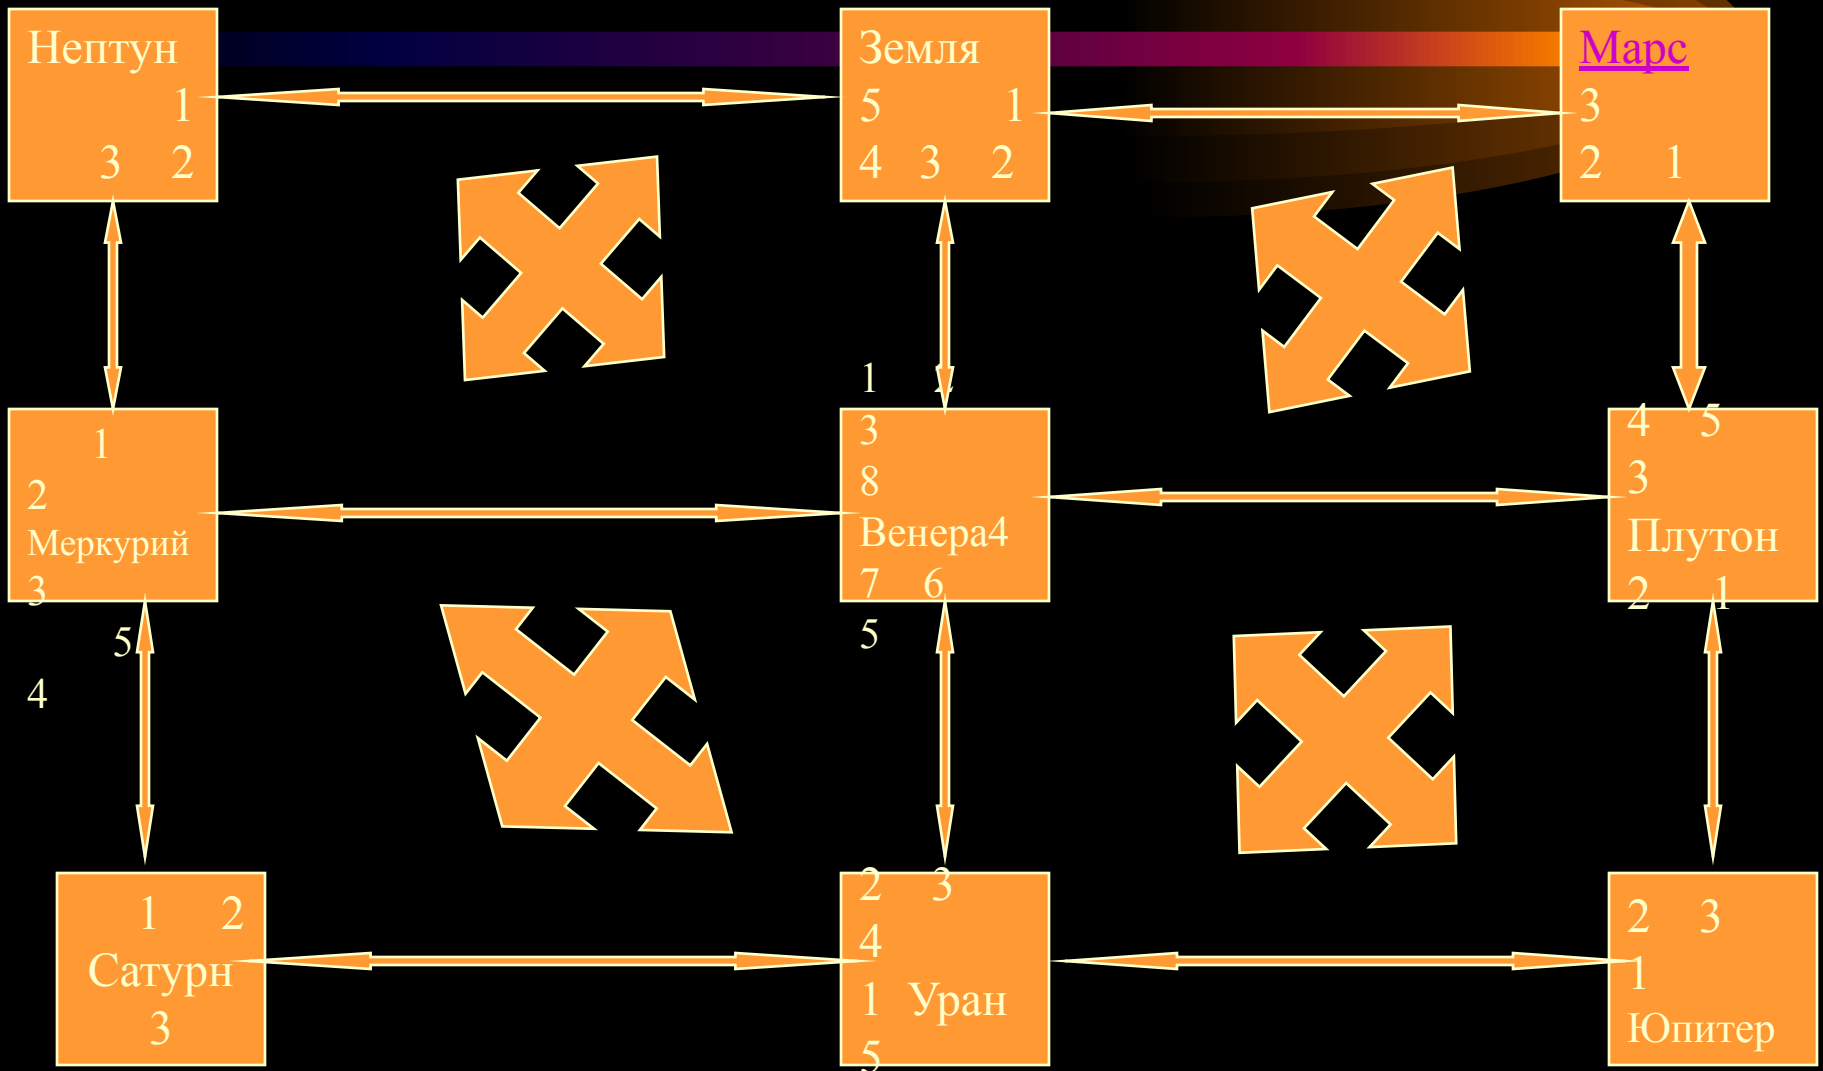 Нептун
1
3 2
Земля
5 1
4 3 2
Марс
3
2 1
1
2
Меркурий
3
5
4
1 2
3
8
Венера4
7 6
5
4 5
3
Плутон
2 1
1 2
Сатурн
3
2 3
4
1 Уран
5
2 3
1
Юпитер